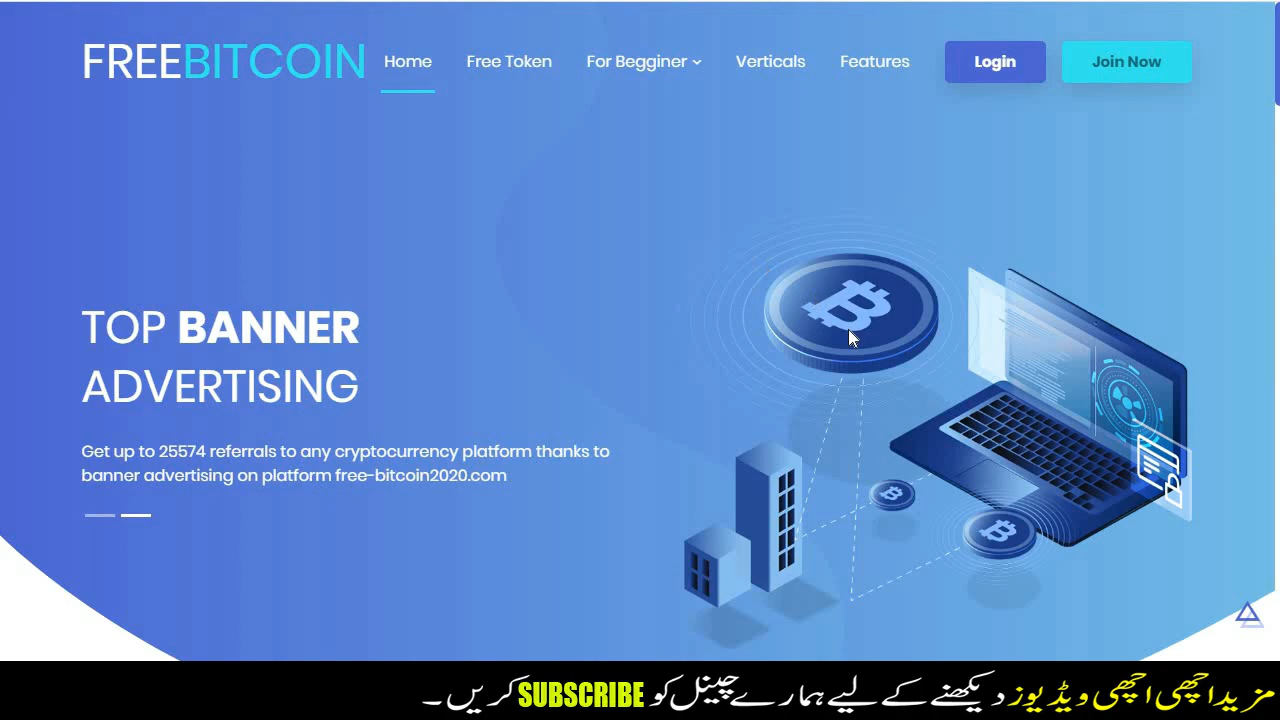 FREEBITCOIN
Home
Free Token
For Begginer
Verticals
Features
Login
Join Now
TOP BANNER
ADVERTISING
Get up to 25574 referrals to any cryptocurrency platform thanks to
banner advertising on platform free-bitcoin2020.com
مزید اچھی اچھی ویڈیوز دیکھنے کے لیے ہمارے چینل کو SUBSCRIBE کریں۔